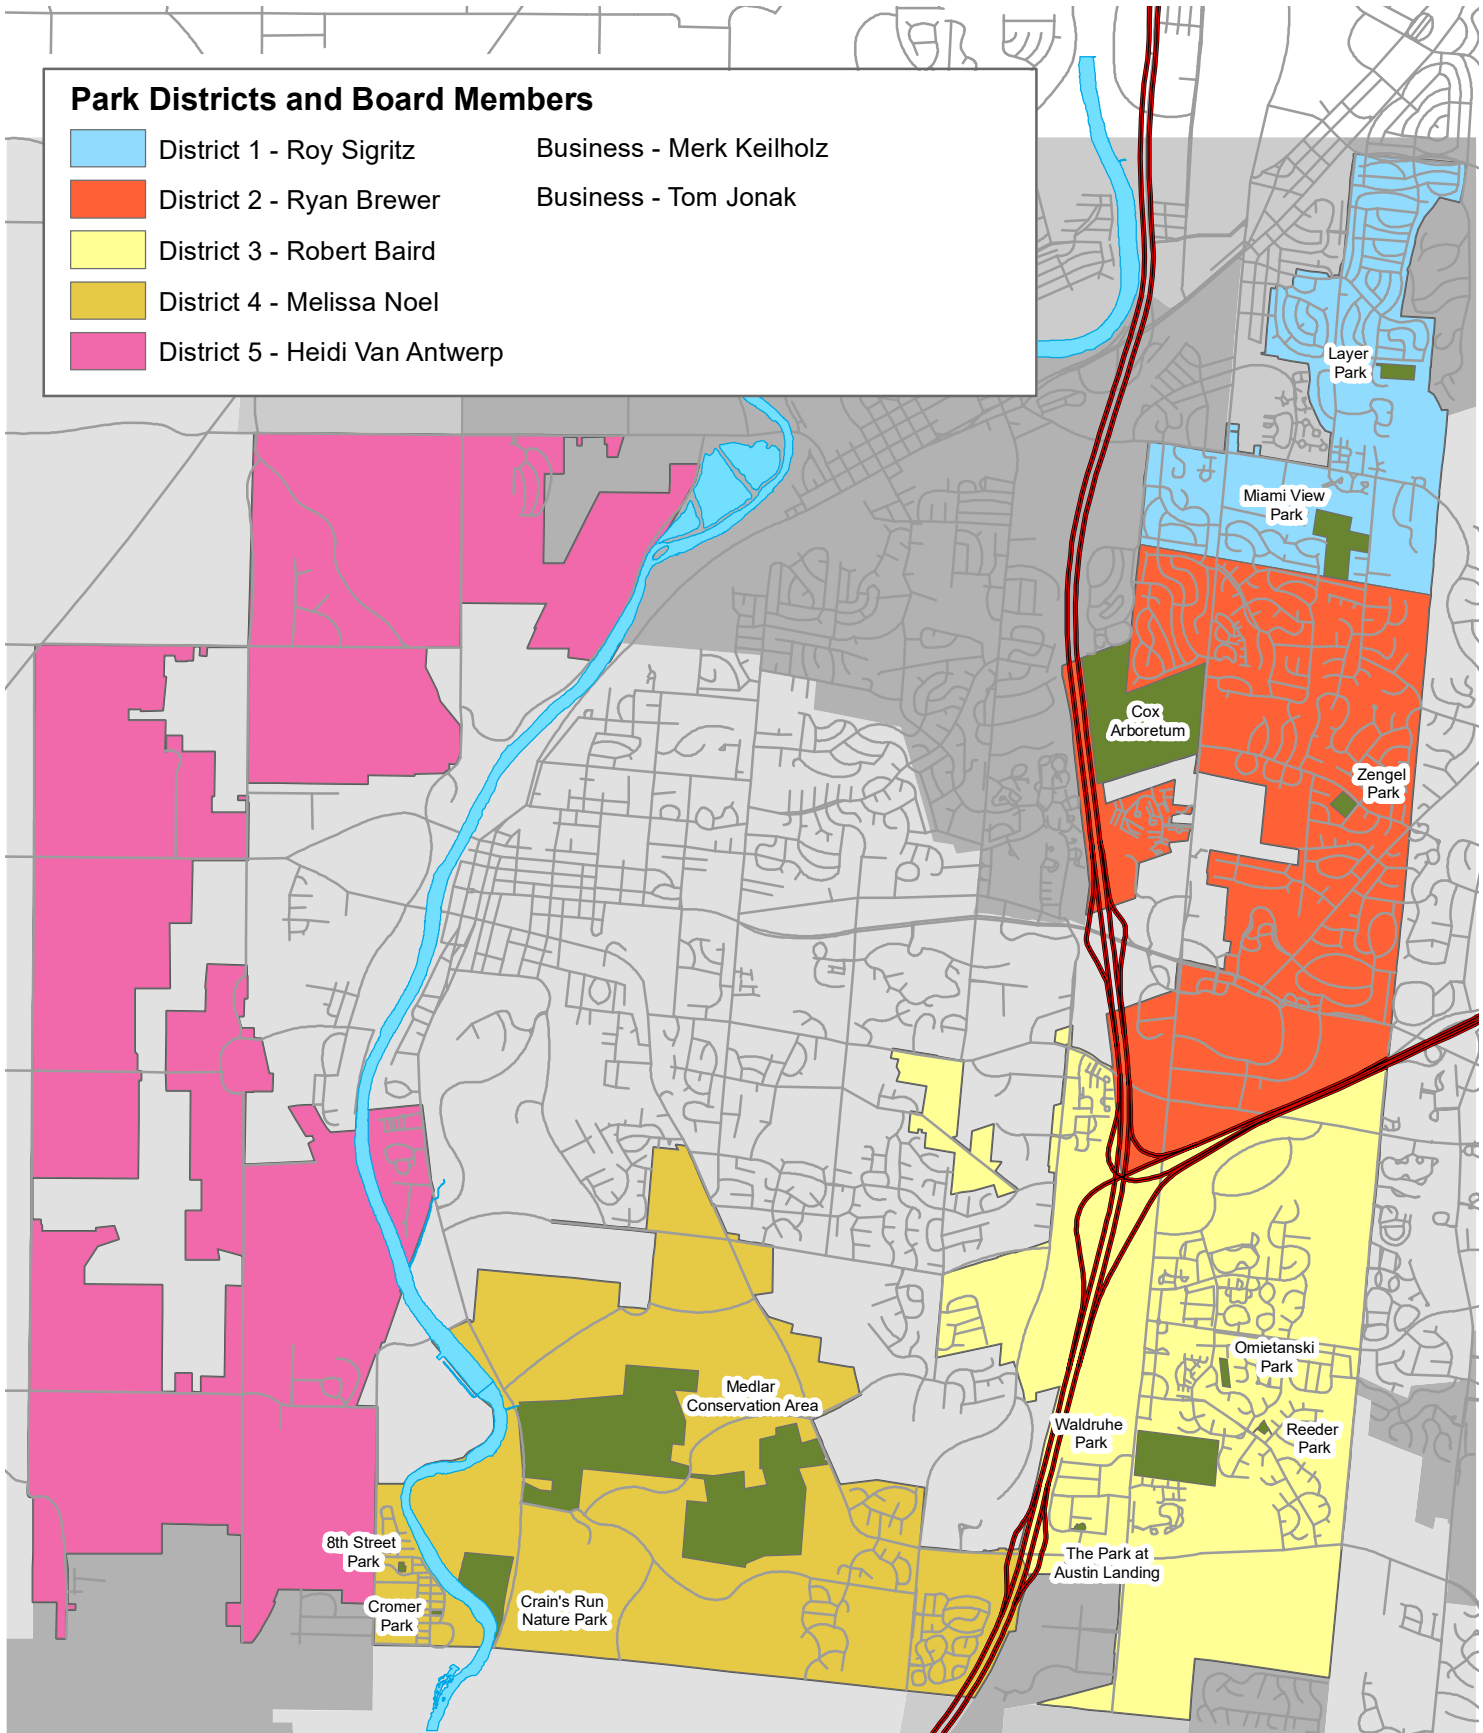 Park Districts and Board Members
District 1 - Roy Sigritz
Business - Merk Keilholz
District 2 - Ryan Brewer
Business - Tom Jonak
District 3 - Robert Baird
District 4 - Melissa Noel
District 5 - Heidi Van Antwerp
Layer
Park
Miami View
Park
Cox
Arboretum
Zengel
Park
Omietanski
Park
Medlar
Conservation Area
Waldruhe
Park
Reeder
Park
8th Street
Park
The Park at
Austin Landing
Cromer
Park
Crain's Run
Nature Park